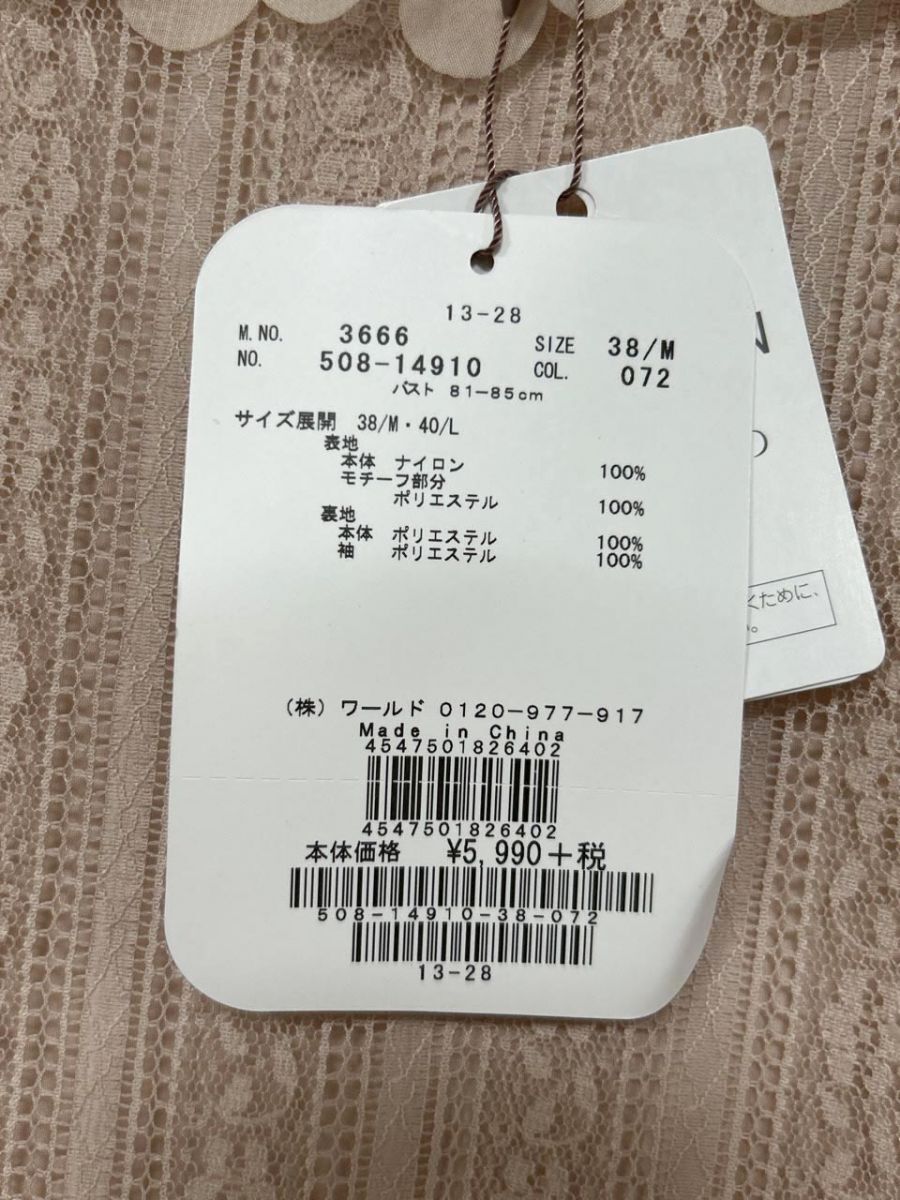 13-28
M.NO. 3666 SIZE 38/M
NO. 508-14910 COL. 072
バスト 81-85cm
サイズ展開 38/M・40/L
表地
本体 ナイロン 100%
モチーフ部分
ポリエステル 100%
裏地
本体 ポリエステル 100%
袖 ポリエステル 100%
(株) ワールド 0120-977-917
Made in China
4547501826402
4547501826402
本体価格 ¥5,990+税
508-14910-38-072
13-28
N
くために、
。